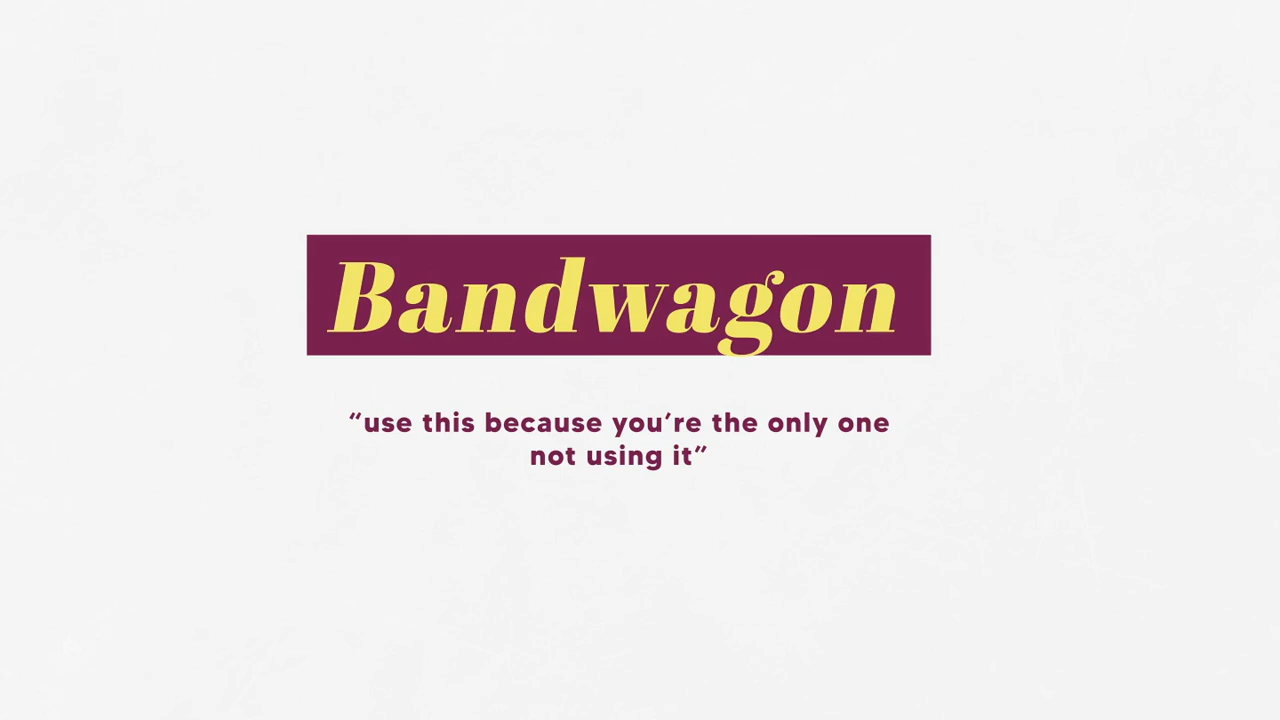 Bandwagon
“use this because you’re the only one
not using it”